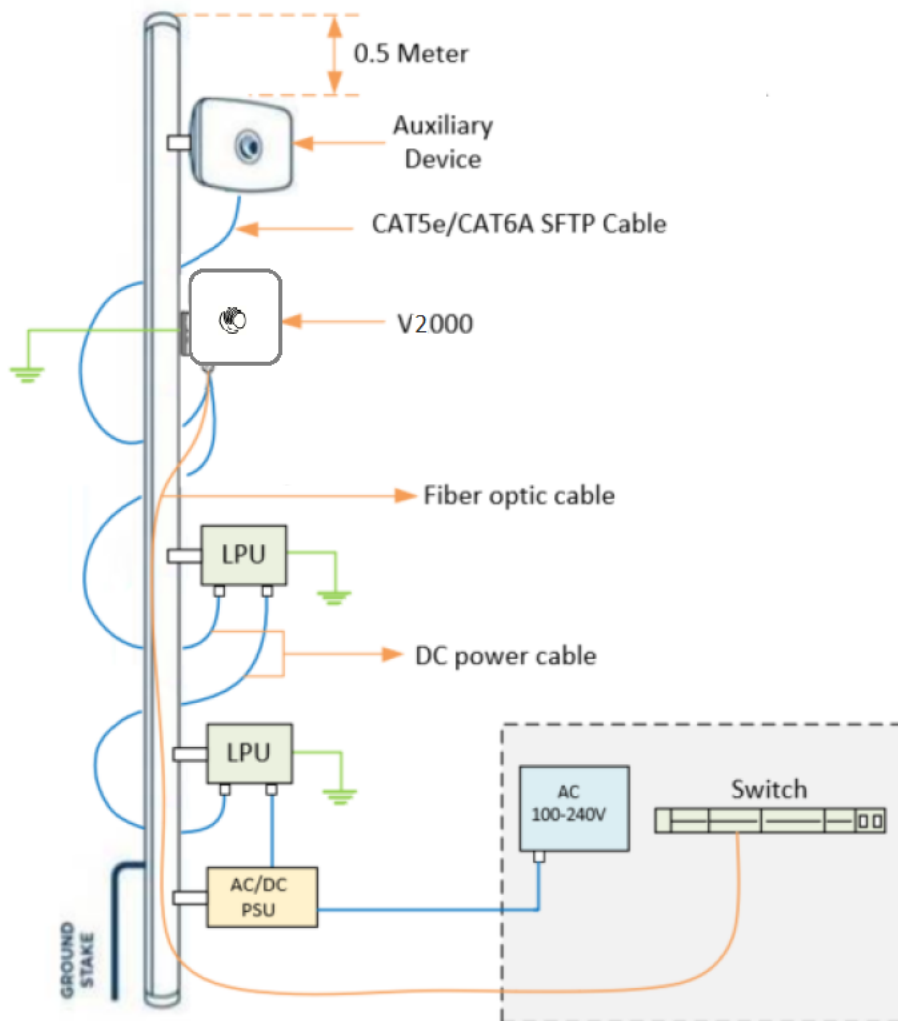 0.5 Meter
Auxiliary
Device
CAT5e/CAT6A SFTP Cable
V2000
Fiber optic cable
LPU
DC power cable
LPU
AC
100-240V
Switch
AC/DC
PSU
GROUND
STAKE